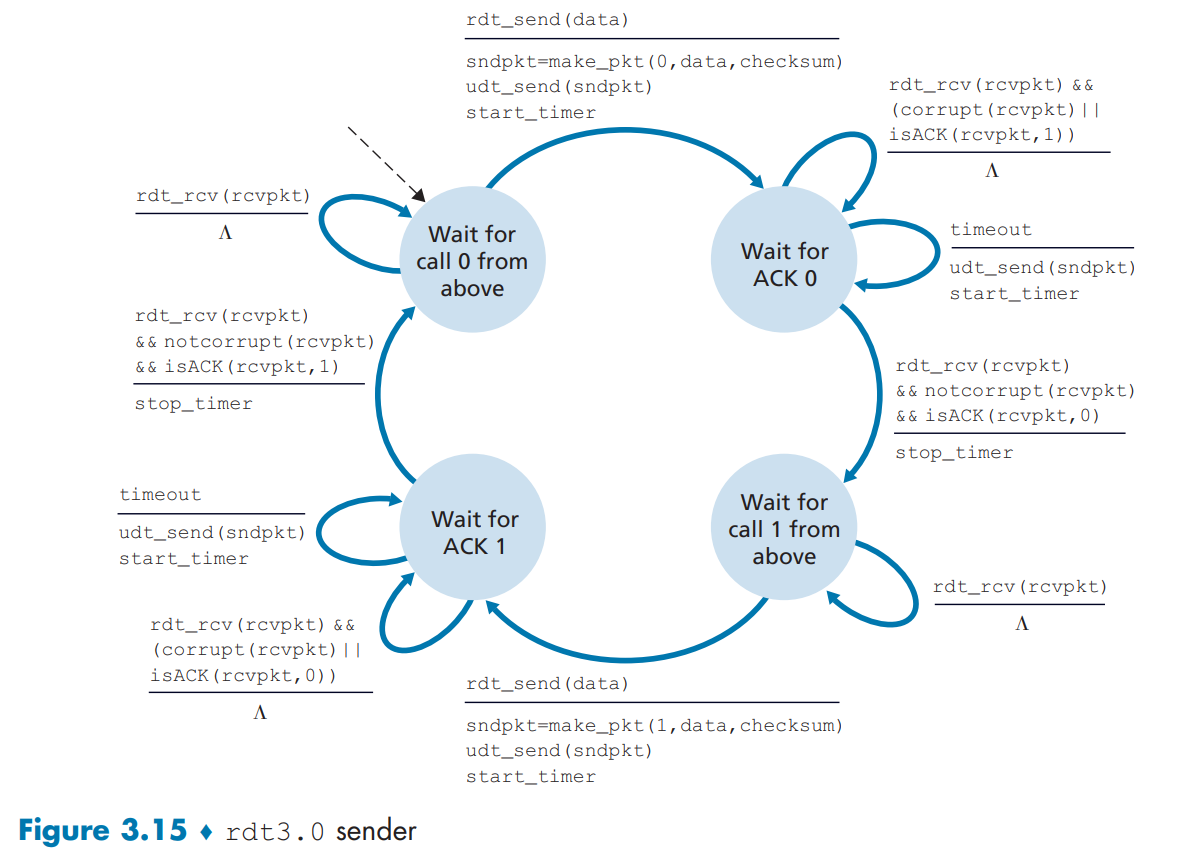 rdt_send(data)
sndpkt=make_pkt(0,data,checksum)
udt_send(sndpkt)
start_timer
rdt_rcv(rcvpkt) &&
(corrupt(rcvpkt)||
isACK(rcvpkt,1))
Λ
rdt_rcv(rcvpkt)
Λ
Wait for
call 0 from
above
Wait for
ACK 0
timeout
udt_send(sndpkt)
start_timer
rdt_rcv(rcvpkt)
&& notcorrupt(rcvpkt)
&& isACK(rcvpkt,1)
stop_timer
rdt_rcv(rcvpkt)
&& notcorrupt(rcvpkt)
&& isACK(rcvpkt,0)
stop_timer
timeout
udt_send(sndpkt)
start_timer
Wait for
ACK 1
Wait for
call 1 from
above
rdt_rcv(rcvpkt)
Λ
rdt_rcv(rcvpkt) &&
(corrupt(rcvpkt)||
isACK(rcvpkt,0))
Λ
rdt_send(data)
sndpkt=make_pkt(1,data,checksum)
udt_send(sndpkt)
start_timer
Figure 3.15 ♦ rdt3.0 sender